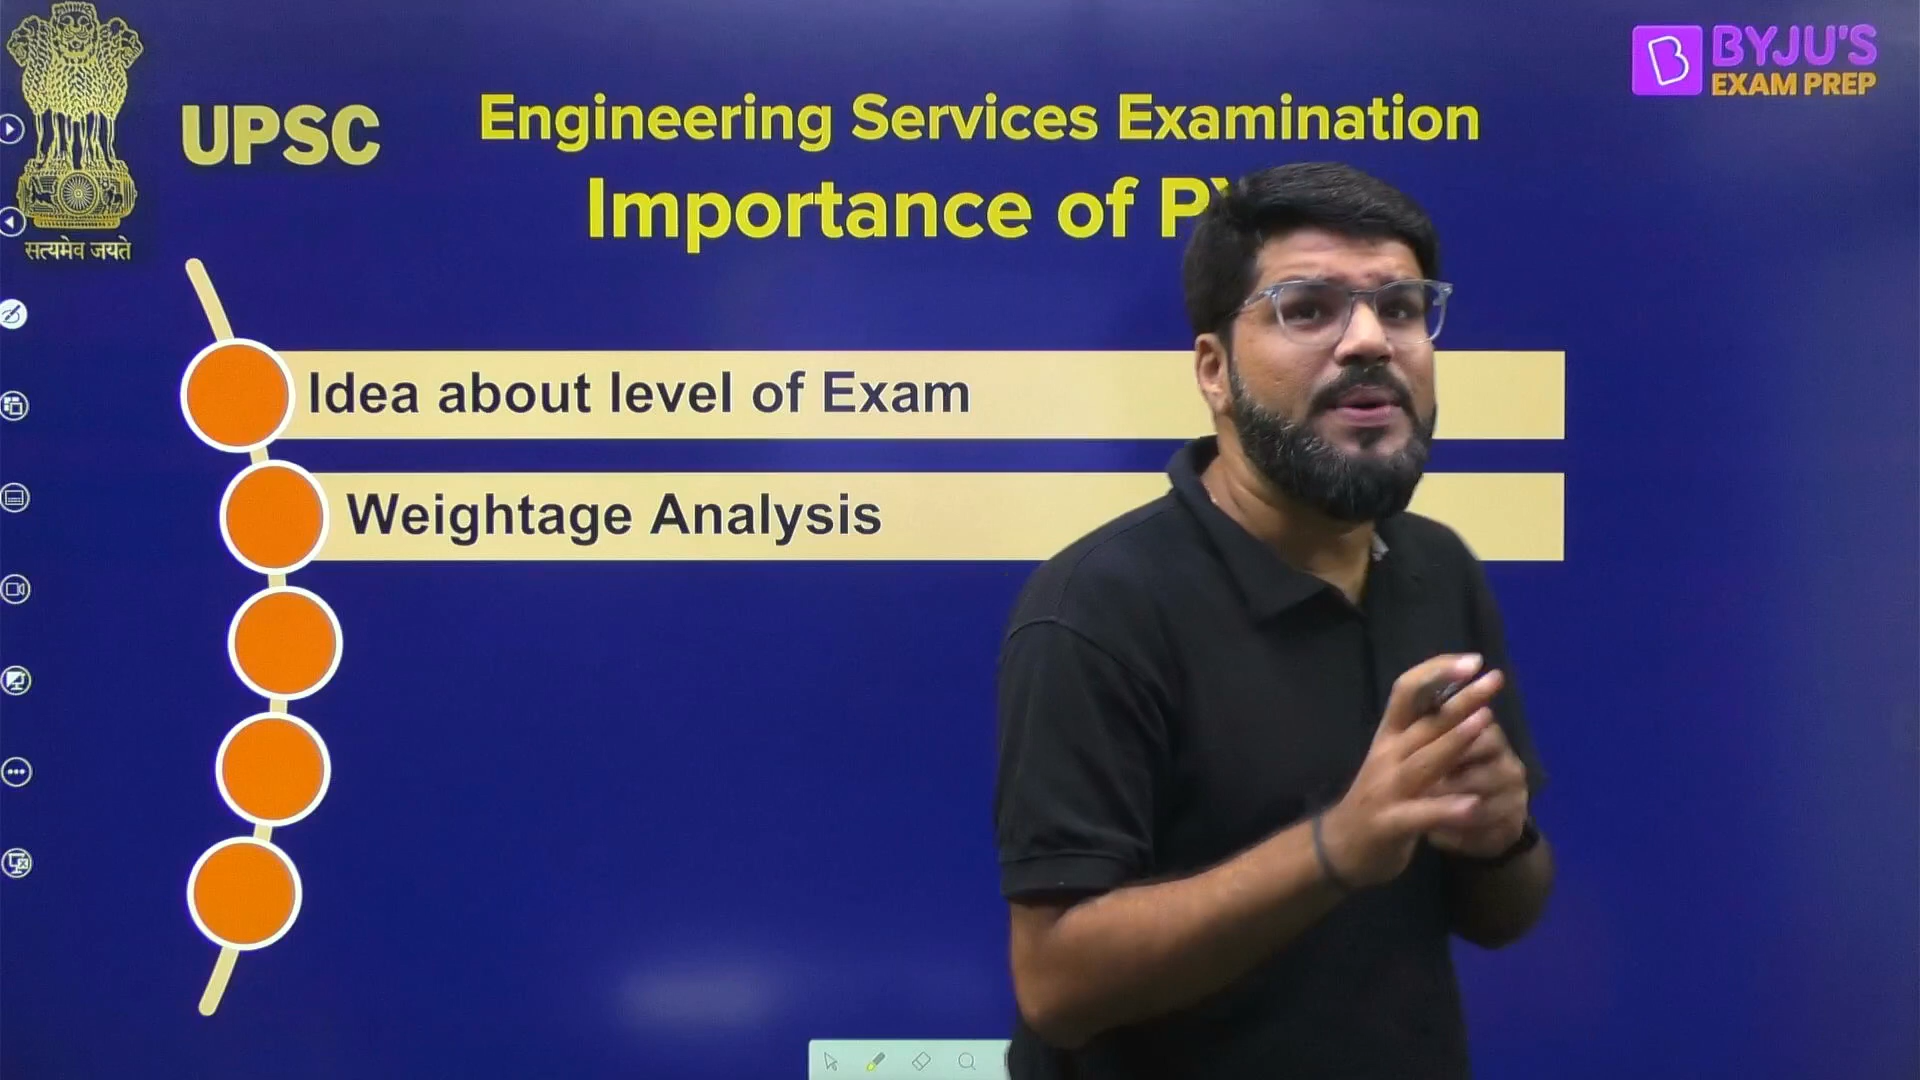 सत्यमेव जयते
UPSC
Engineering Services Examination
Importance of
BYJU'S
EXAM PREP
Idea about level of Exam
Weightage Analysis